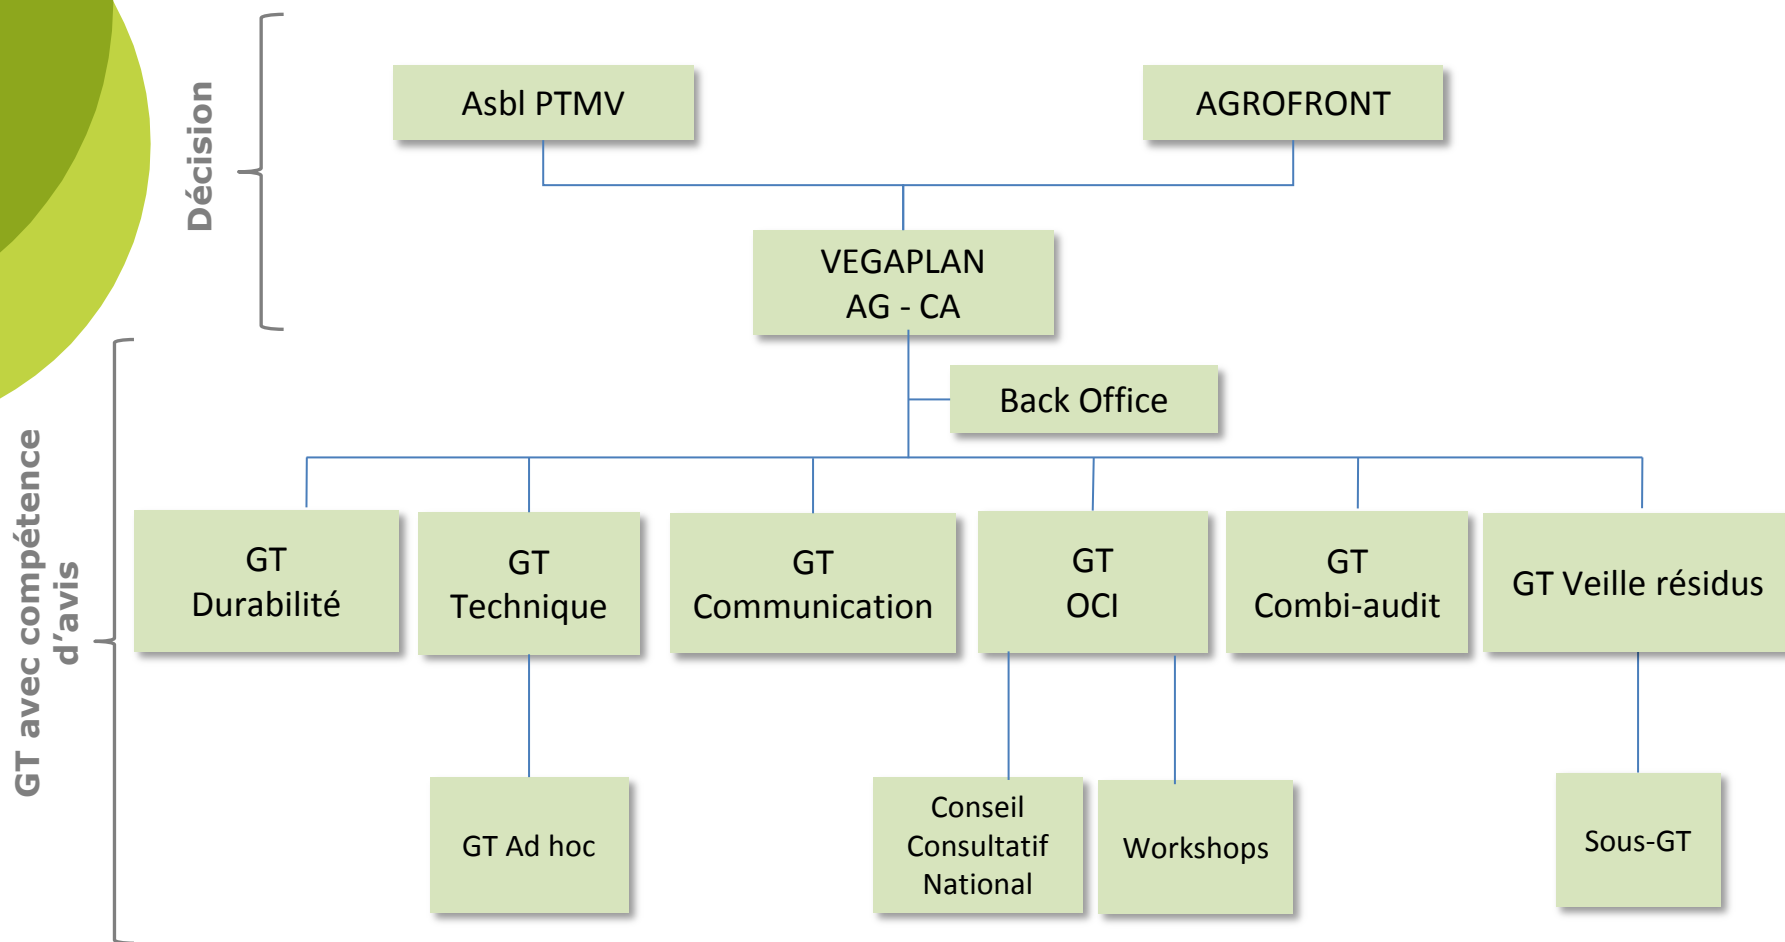 Décision
Asbl PTMV
AGROFRONT
VEGAPLAN
AG - CA
Back Office
GT avec compétence
d’avis
GT
Durabilité
GT
Technique
GT
Communication
GT
OCI
GT
Combi-audit
GT Veille résidus
GT Ad hoc
Conseil
Consultatif
National
Workshops
Sous-GT